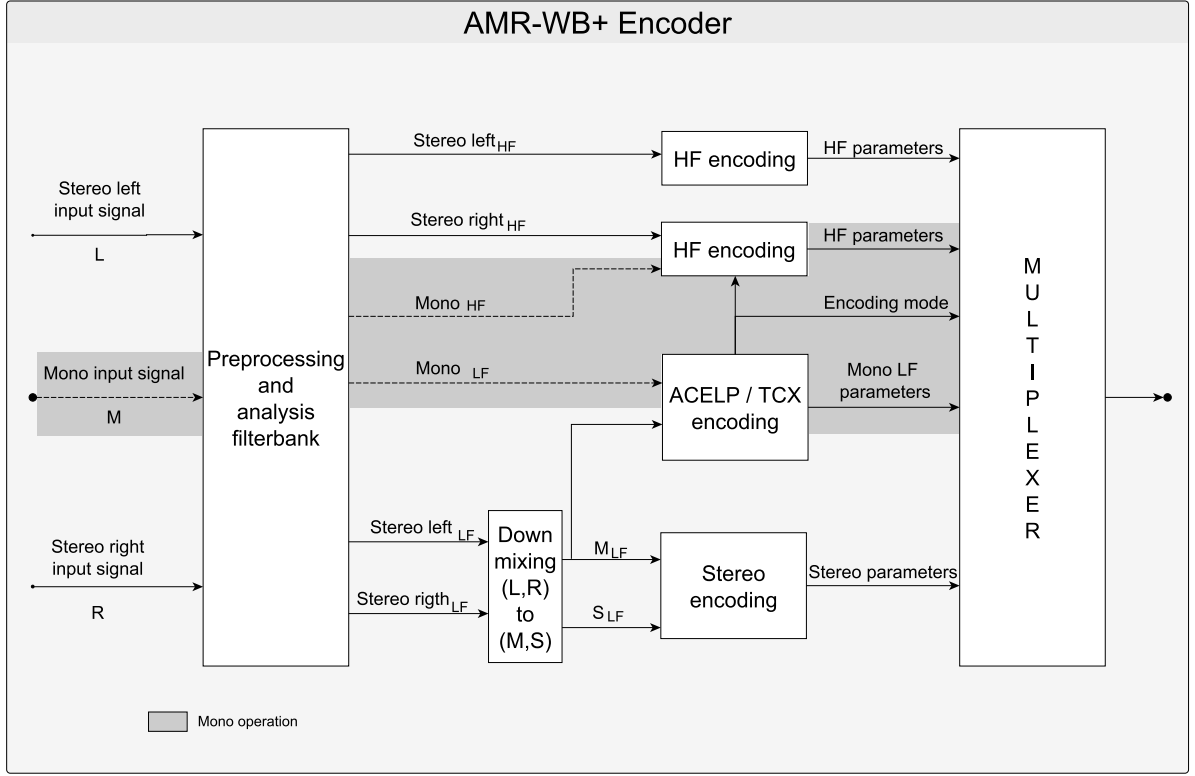 AMR-WB+ Encoder
Stereo left HF
HF encoding
HF parameters
Stereo left
input signal
L
Stereo right HF
HF encoding
HF parameters
Mono HF
Encoding mode
Mono input signal
M
Preprocessing
and
analysis
filterbank
Mono LF
ACELP / TCX
encoding
Mono LF
parameters
M
U
L
T
I
P
L
E
X
E
R
Stereo right
input signal
R
Stereo left LF
Stereo rigth LF
Down
mixing
(L,R)
to
(M,S)
M LF
S LF
Stereo
encoding
Stereo parameters
Mono operation